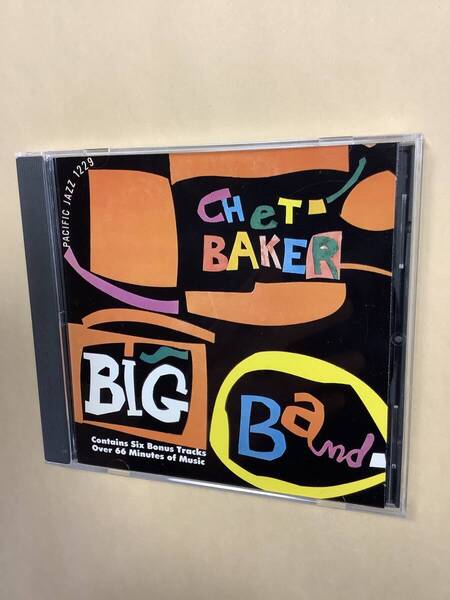 PACIFIC JAZZ 1229
CHeT
BAKER
BIG
Band
Contains Six Bonus Tracks
Over 66 Minutes of Music